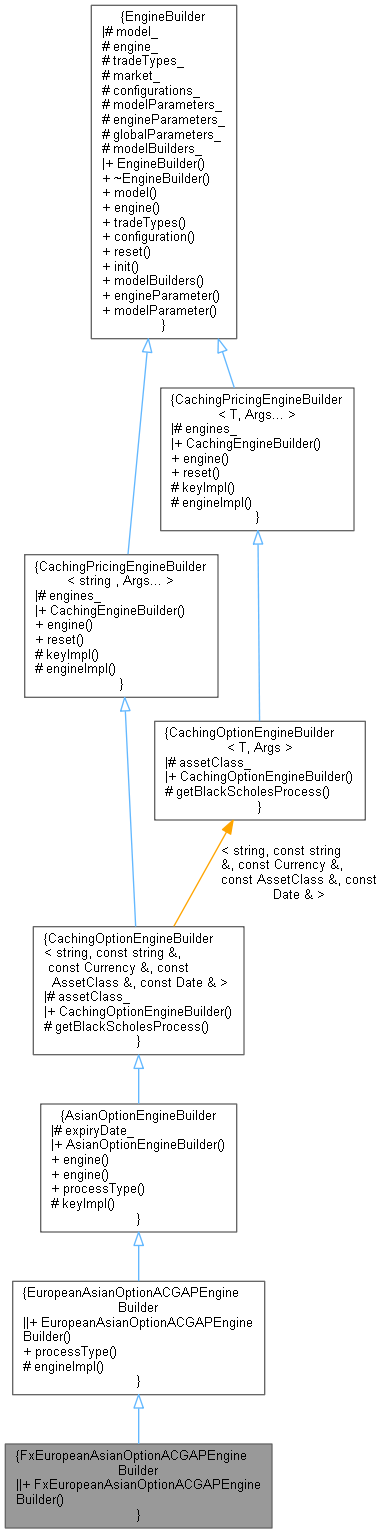 {EngineBuilder
|# model_
# engine_
# tradeTypes_
# market_
# configurations_
# modelParameters_
# engineParameters_
# globalParameters_
# modelBuilders_
|+ EngineBuilder()
+ ~EngineBuilder()
+ model()
+ engine()
+ tradeTypes()
+ configuration()
+ reset()
+ init()
+ modelBuilders()
+ engineParameter()
+ modelParameter()
}
{CachingPricingEngineBuilder
< T, Args... >
|# engines_
|+ CachingEngineBuilder()
+ engine()
+ reset()
# keyImpl()
# engineImpl()
}
{CachingPricingEngineBuilder
< string , Args... >
|# engines_
|+ CachingEngineBuilder()
+ engine()
+ reset()
# keyImpl()
# engineImpl()
}
{CachingOptionEngineBuilder
< T, Args >
|# assetClass_
|+ CachingOptionEngineBuilder()
# getBlackScholesProcess()
}
< string, const string
&, const Currency &,
const AssetClass &, const
Date & >
{CachingOptionEngineBuilder
< string, const string &,
const Currency &, const
AssetClass &, const Date & >
|# assetClass_
|+ CachingOptionEngineBuilder()
# getBlackScholesProcess()
}
{AsianOptionEngineBuilder
|# expiryDate_
|+ AsianOptionEngineBuilder()
+ engine()
+ engine()
+ processType()
# keyImpl()
}
{EuropeanAsianOptionACGAPEngine
Builder
||+ EuropeanAsianOptionACGAPEngine
Builder()
+ processType()
# engineImpl()
}
{FxEuropeanAsianOptionACGAPEngine
Builder
||+ FxEuropeanAsianOptionACGAPEngine
Builder()
}